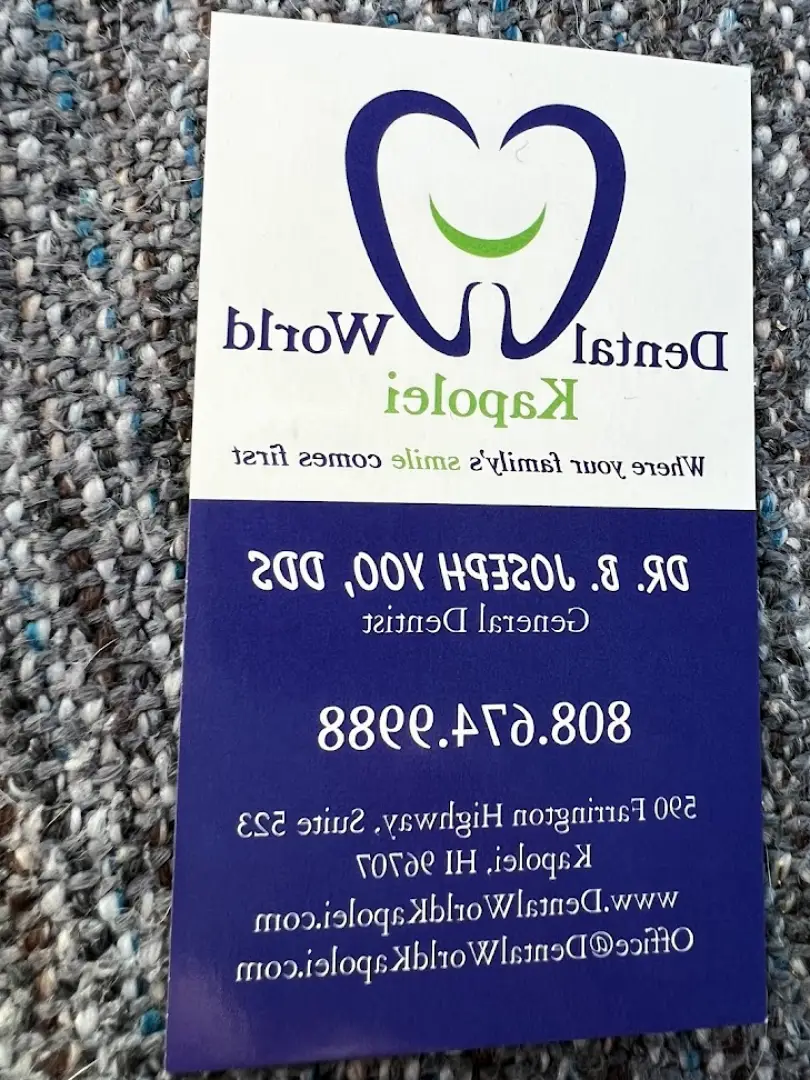 Dental World
Kapolei
Where your family's smile comes first
DR. B. JOSEPH YOO, DDS
General Dentist
808.674.9988
590 Farrington Highway, Suite 523
Kapolei, HI 96707
www.DentalWorldKapolei.com
Office@DentalWorldKapolei.com